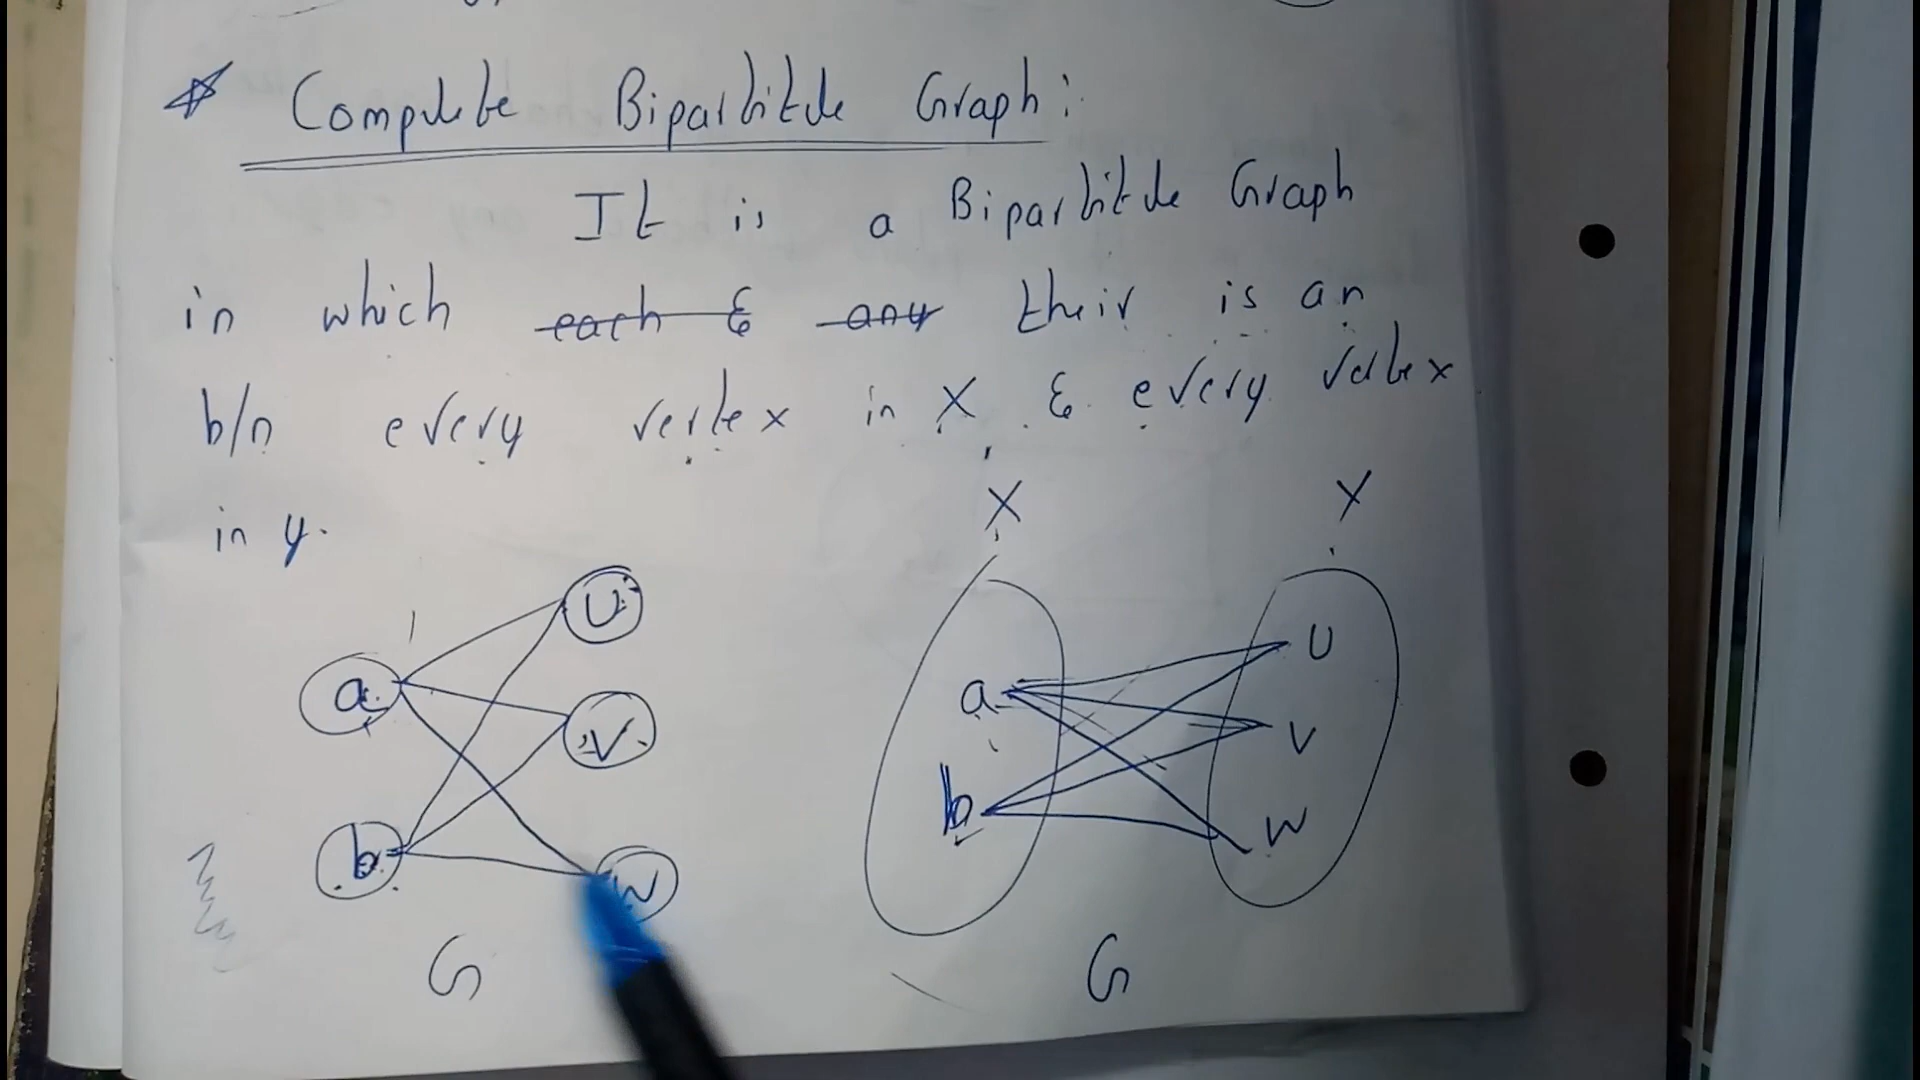 Complete Bipartite Graph:
It is a Bipartite Graph
in which each & any their is an
b/n every vertex in X & every vertex
in y.
X Y
a U
V
b W
G
a U
V
b W
G